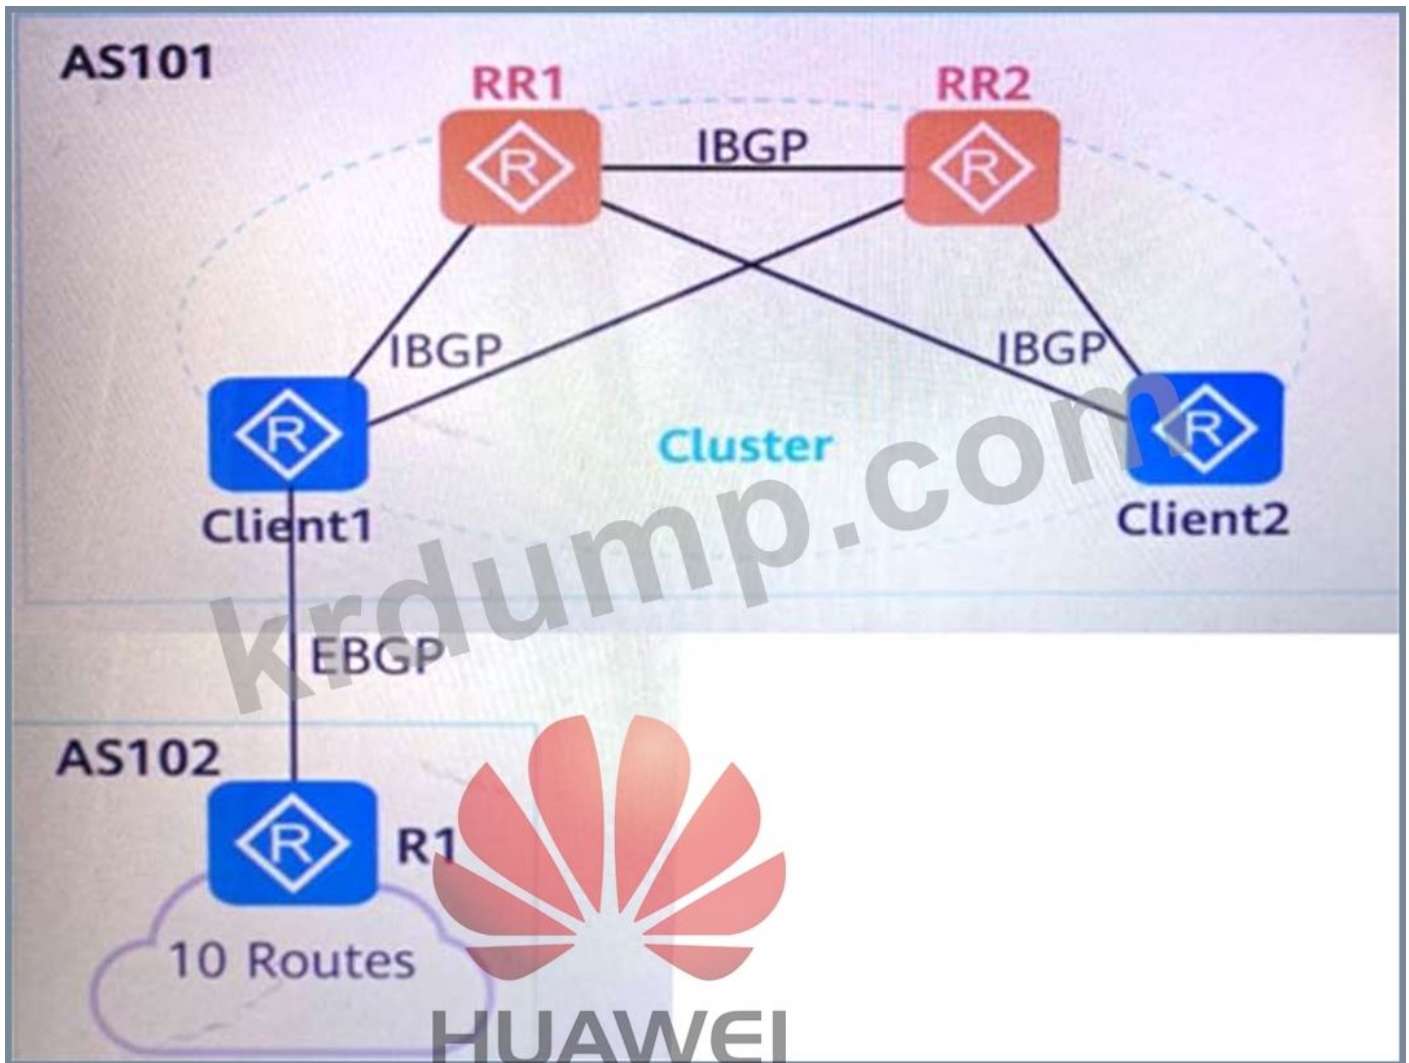 AS101
RR1
RR2
IBGP
IBGP
IBGP
Cluster
Client1
Client2
krdump.com
EBGP
AS102
R1
10 Routes
HUAWEI